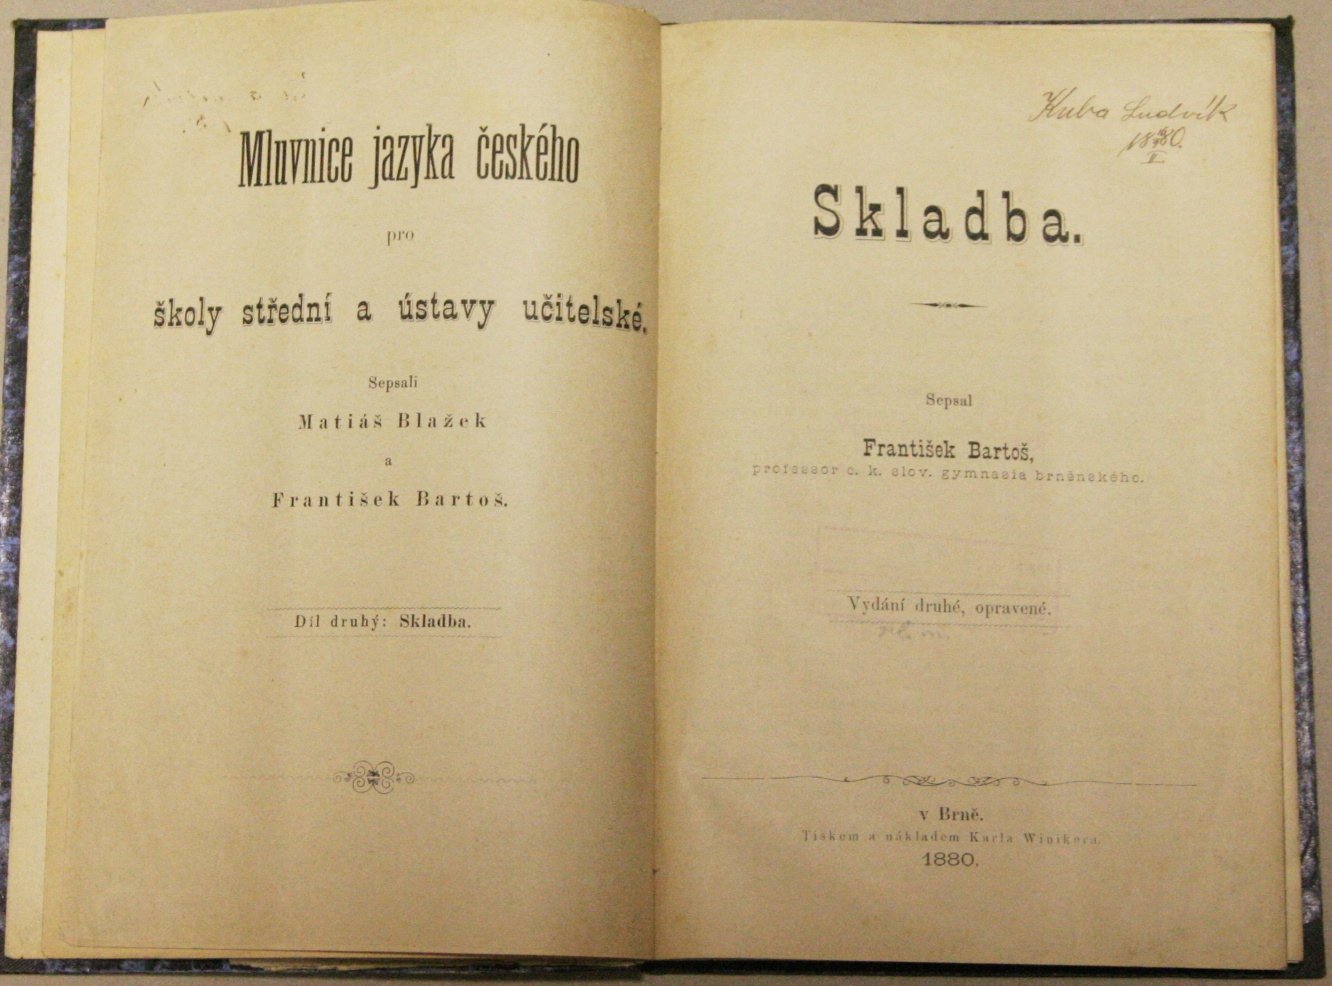 Mluvnice jazyka českého
pro
školy střední a ústavy učitelské.
Sepsali
Matiáš Blažek
a
František Bartoš.
Díl druhý: Skladba.
Kuba Ludvík
Skladba.
Sepsal
František Bartoš,
professor c. k. slov. gymnasia brněnského.
Vydání druhé, opravené.
v Brně.
Tiskem a nákladem Karla Winikera.
1880.